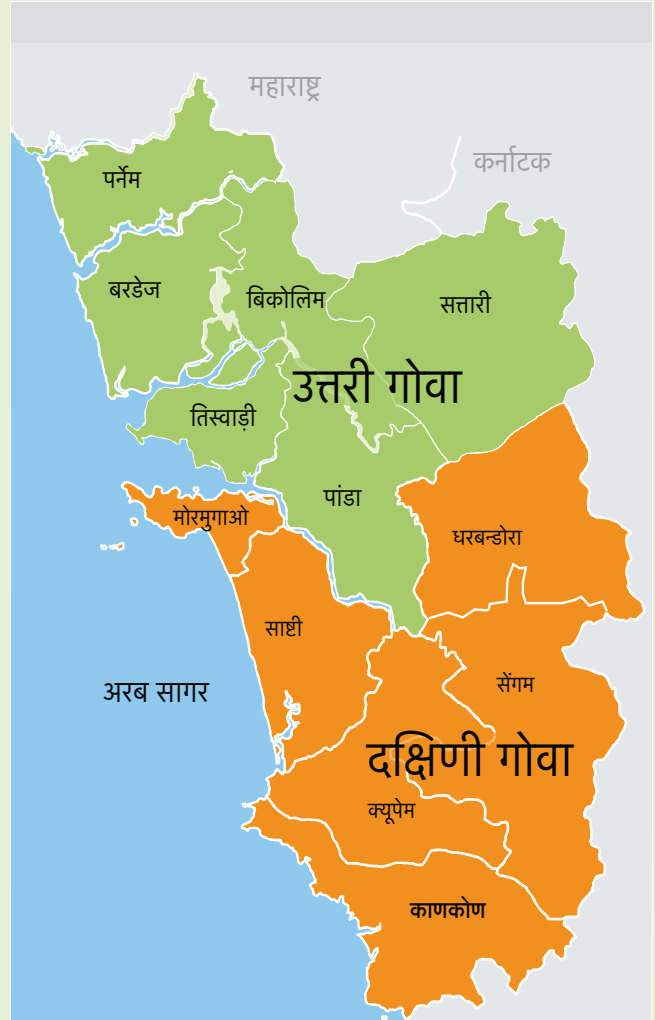 महाराष्ट्र
कर्नाटक
पर्नेम
बरडेज
बिकोलिम
सत्तारी
उत्तरी गोवा
तिस्वाड़ी
पांडा
मोरमुगाओ
धरबन्डोरा
साष्टी
अरब सागर
सेंगम
दक्षिणी गोवा
क्यूपेम
काणकोण